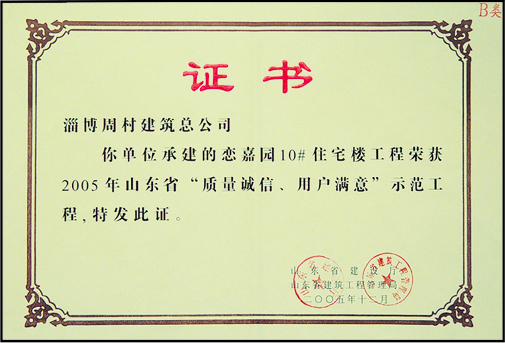 B奖
证书
淄博周村建筑总公司
你单位承建的恋嘉园10#住宅楼工程荣获
2005年山东省“质量诚信、用户满意”示范工
程，特发此证。
山东省建设厅
山东省建筑工程管理局
二〇〇五年十二月